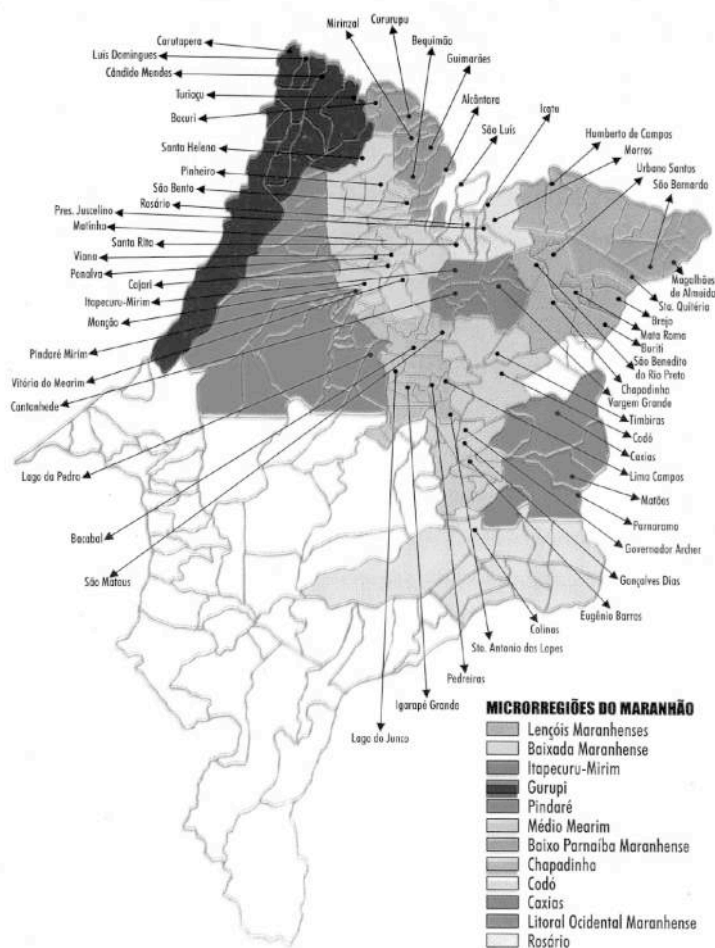 Carutapera
Luís Domingues
Cândido Mendes
Turiaçu
Bacuri
Santa Helena
Pinheiro
São Bento
Rosário
Pres. Juscelino
Matinha
Santa Rita
Viana
Penalva
Cajari
Itapecuru-Mirim
Monção
Pindaré Mirim
Vitória do Mearim
Cantanhede
Lago da Pedra
Bacabal
São Mateus
Mirinzal
Cururupu
Bequimão
Guimarães
Alcântara
São Luís
Icatu
Humberto de Campos
Morros
Urbano Santos
São Bernardo
Magalhães
de Almeida
Sta. Quitéria
Brejo
Mata Roma
Buriti
São Benedito
do Rio Preto
Chapadinha
Vargem Grande
Timbiras
Codó
Caxias
Lima Campos
Matões
Parnarama
Governador Archer
Gonçalves Dias
Eugênio Barros
Colinas
Sto. Antonio dos Lopes
Pedreiras
Igarapé Grande
Lago do Junco
MICRORREGIÕES DO MARANHÃO
Lençóis Maranhenses
Baixada Maranhense
Itapecuru-Mirim
Gurupi
Pindaré
Médio Mearim
Baixo Parnaíba Maranhense
Chapadinha
Codó
Caxias
Litoral Ocidental Maranhense
Rosário